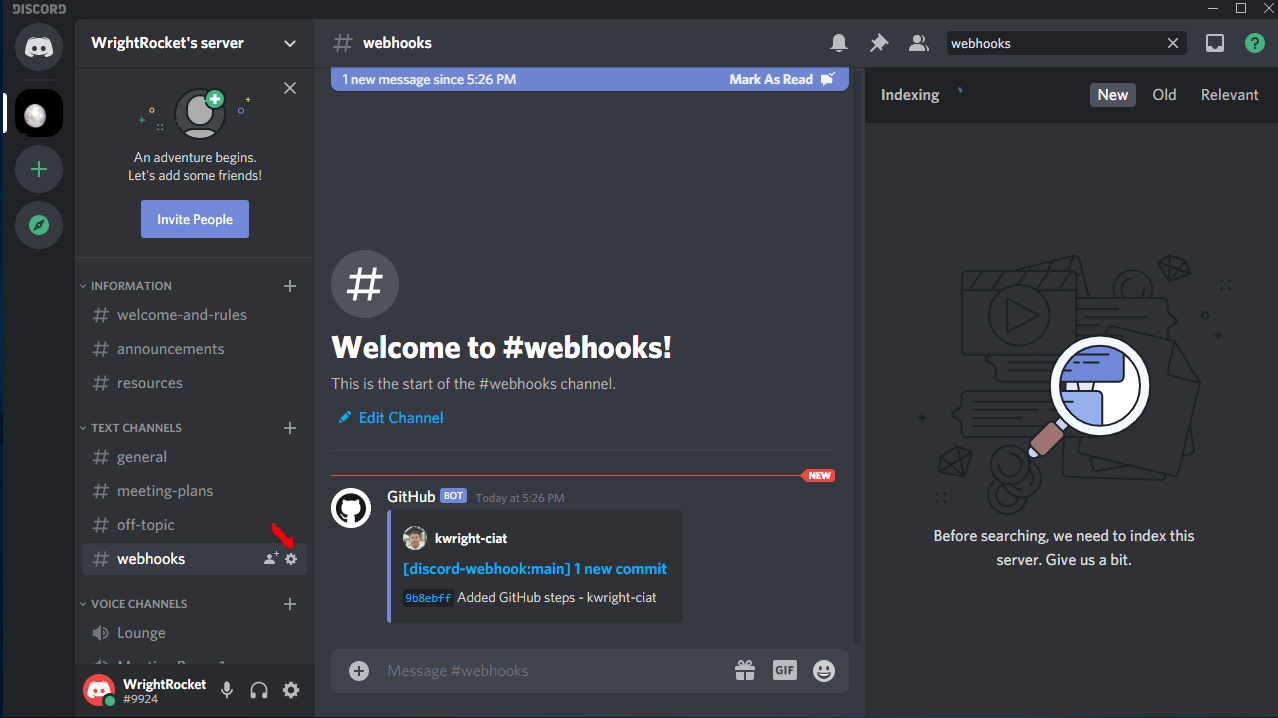 DISCORD
WrightRocket's server
An adventure begins.
Let's add some friends!
Invite People
INFORMATION
welcome-and-rules
announcements
resources
TEXT CHANNELS
general
meeting-plans
off-topic
webhooks
VOICE CHANNELS
Lounge
WrightRocket
#9924
webhooks
1 new message since 5:26 PM
Mark As Read
Welcome to #webhooks!
This is the start of the #webhooks channel.
Edit Channel
NEW
GitHub BOT Today at 5:26 PM
kwright-ciat
[discord-webhook:main] 1 new commit
9b8ebff Added GitHub steps - kwright-ciat
Message #webhooks
GIF
webhooks
Indexing
New
Old
Relevant
Before searching, we need to index this
server. Give us a bit.